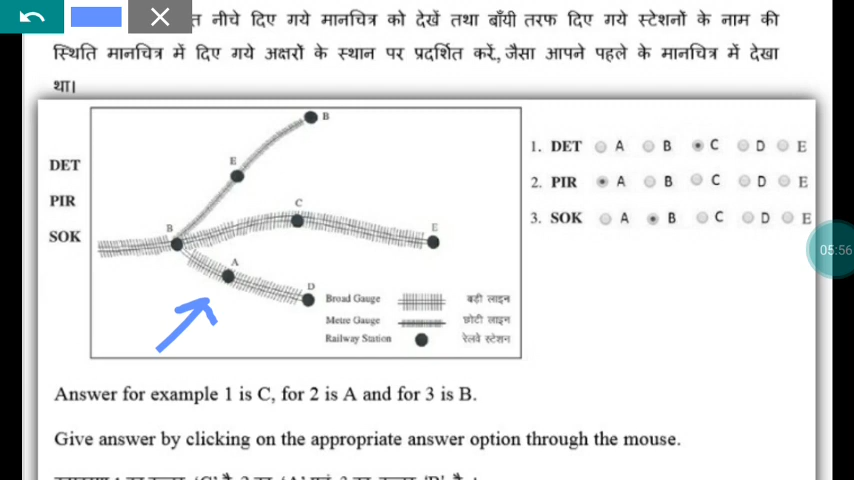 त नीचे दिए गये मानचित्र को देखें तथा बाँयी तरफ दिए गये स्टेशनों के नाम की
स्थिति मानचित्र में दिए गये अक्षरों के स्थान पर प्रदर्शित करें, जैसा आपने पहले के मानचित्र में देखा
था।
DET
PIR
SOK
B
E
B
C
E
A
D
Broad Gauge बड़ी लाइन
Metre Gauge छोटी लाइन
Railway Station रेलवे स्टेशन
1. DET A B C D E
2. PIR A B C D E
3. SOK A B C D E
05:56
Answer for example 1 is C, for 2 is A and for 3 is B.
Give answer by clicking on the appropriate answer option through the mouse.